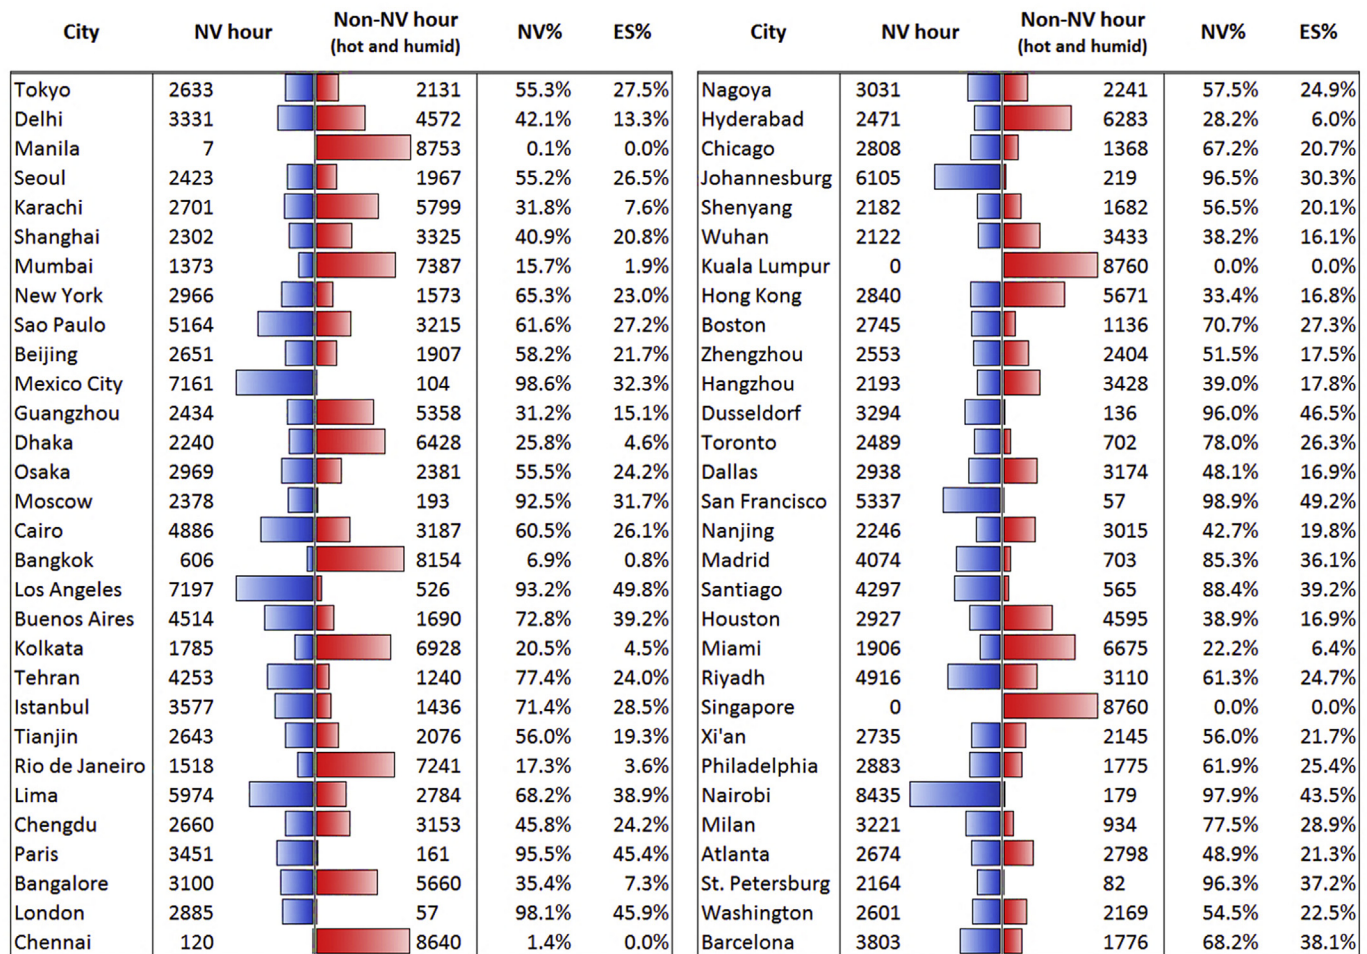 City NV hour Non-NV hour (hot and humid) NV% ES%
Tokyo 2633 2131 55.3% 27.5%
Delhi 3331 4572 42.1% 13.3%
Manila 7 8753 0.1% 0.0%
Seoul 2423 1967 55.2% 26.5%
Karachi 2701 5799 31.8% 7.6%
Shanghai 2302 3325 40.9% 20.8%
Mumbai 1373 7387 15.7% 1.9%
New York 2966 1573 65.3% 23.0%
Sao Paulo 5164 3215 61.6% 27.2%
Beijing 2651 1907 58.2% 21.7%
Mexico City 7161 104 98.6% 32.3%
Guangzhou 2434 5358 31.2% 15.1%
Dhaka 2240 6428 25.8% 4.6%
Osaka 2969 2381 55.5% 24.2%
Moscow 2378 193 92.5% 31.7%
Cairo 4886 3187 60.5% 26.1%
Bangkok 606 8154 6.9% 0.8%
Los Angeles 7197 526 93.2% 49.8%
Buenos Aires 4514 1690 72.8% 39.2%
Kolkata 1785 6928 20.5% 4.5%
Tehran 4253 1240 77.4% 24.0%
Istanbul 3577 1436 71.4% 28.5%
Tianjin 2643 2076 56.0% 19.3%
Rio de Janeiro 1518 7241 17.3% 3.6%
Lima 5974 2784 68.2% 38.9%
Chengdu 2660 3153 45.8% 24.2%
Paris 3451 161 95.5% 45.4%
Bangalore 3100 5660 35.4% 7.3%
London 2885 57 98.1% 45.9%
Chennai 120 8640 1.4% 0.0%
City NV hour Non-NV hour (hot and humid) NV% ES%
Nagoya 3031 2241 57.5% 24.9%
Hyderabad 2471 6283 28.2% 6.0%
Chicago 2808 1368 67.2% 20.7%
Johannesburg 6105 219 96.5% 30.3%
Shenyang 2182 1682 56.5% 20.1%
Wuhan 2122 3433 38.2% 16.1%
Kuala Lumpur 0 8760 0.0% 0.0%
Hong Kong 2840 5671 33.4% 16.8%
Boston 2745 1136 70.7% 27.3%
Zhengzhou 2553 2404 51.5% 17.5%
Hangzhou 2193 3428 39.0% 17.8%
Dusseldorf 3294 136 96.0% 46.5%
Toronto 2489 702 78.0% 26.3%
Dallas 2938 3174 48.1% 16.9%
San Francisco 5337 57 98.9% 49.2%
Nanjing 2246 3015 42.7% 19.8%
Madrid 4074 703 85.3% 36.1%
Santiago 4297 565 88.4% 39.2%
Houston 2927 4595 38.9% 16.9%
Miami 1906 6675 22.2% 6.4%
Riyadh 4916 3110 61.3% 24.7%
Singapore 0 8760 0.0% 0.0%
Xi'an 2735 2145 56.0% 21.7%
Philadelphia 2883 1775 61.9% 25.4%
Nairobi 8435 179 97.9% 43.5%
Milan 3221 934 77.5% 28.9%
Atlanta 2674 2798 48.9% 21.3%
St. Petersburg 2164 82 96.3% 37.2%
Washington 2601 2169 54.5% 22.5%
Barcelona 3803 1776 68.2% 38.1%